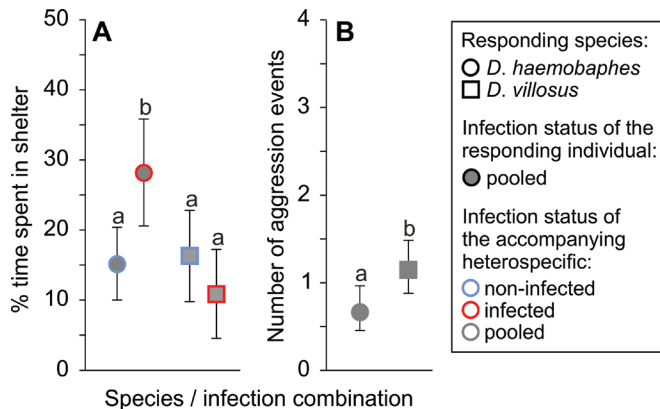 A
% time spent in shelter
50
40
30
20
10
0
a
b
a
a
B
Number of aggression events
4
3
2
1
0
a
b
Species / infection combination
Responding species:
D. haemobaphes
D. villosus
Infection status of the
responding individual:
pooled
Infection status of
the accompanying
heterospecific:
non-infected
infected
pooled